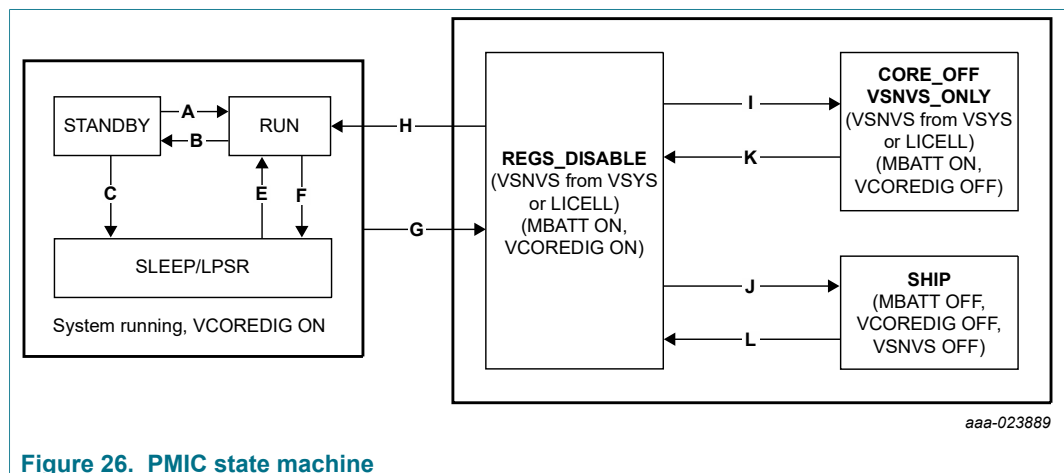 STANDBY
A
B
RUN
C
E
F
SLEEP/LPSR
System running, VCOREDIG ON
H
G
REGS_DISABLE
(VSNVS from VSYS
or LICELL)
(MBATT ON,
VCOREDIG ON)
I
K
J
L
CORE_OFF
VSNVS_ONLY
(VSNVS from VSYS
or LICELL)
(MBATT ON,
VCOREDIG OFF)
SHIP
(MBATT OFF,
VCOREDIG OFF,
VSNVS OFF)
aaa-023889
Figure 26. PMIC state machine